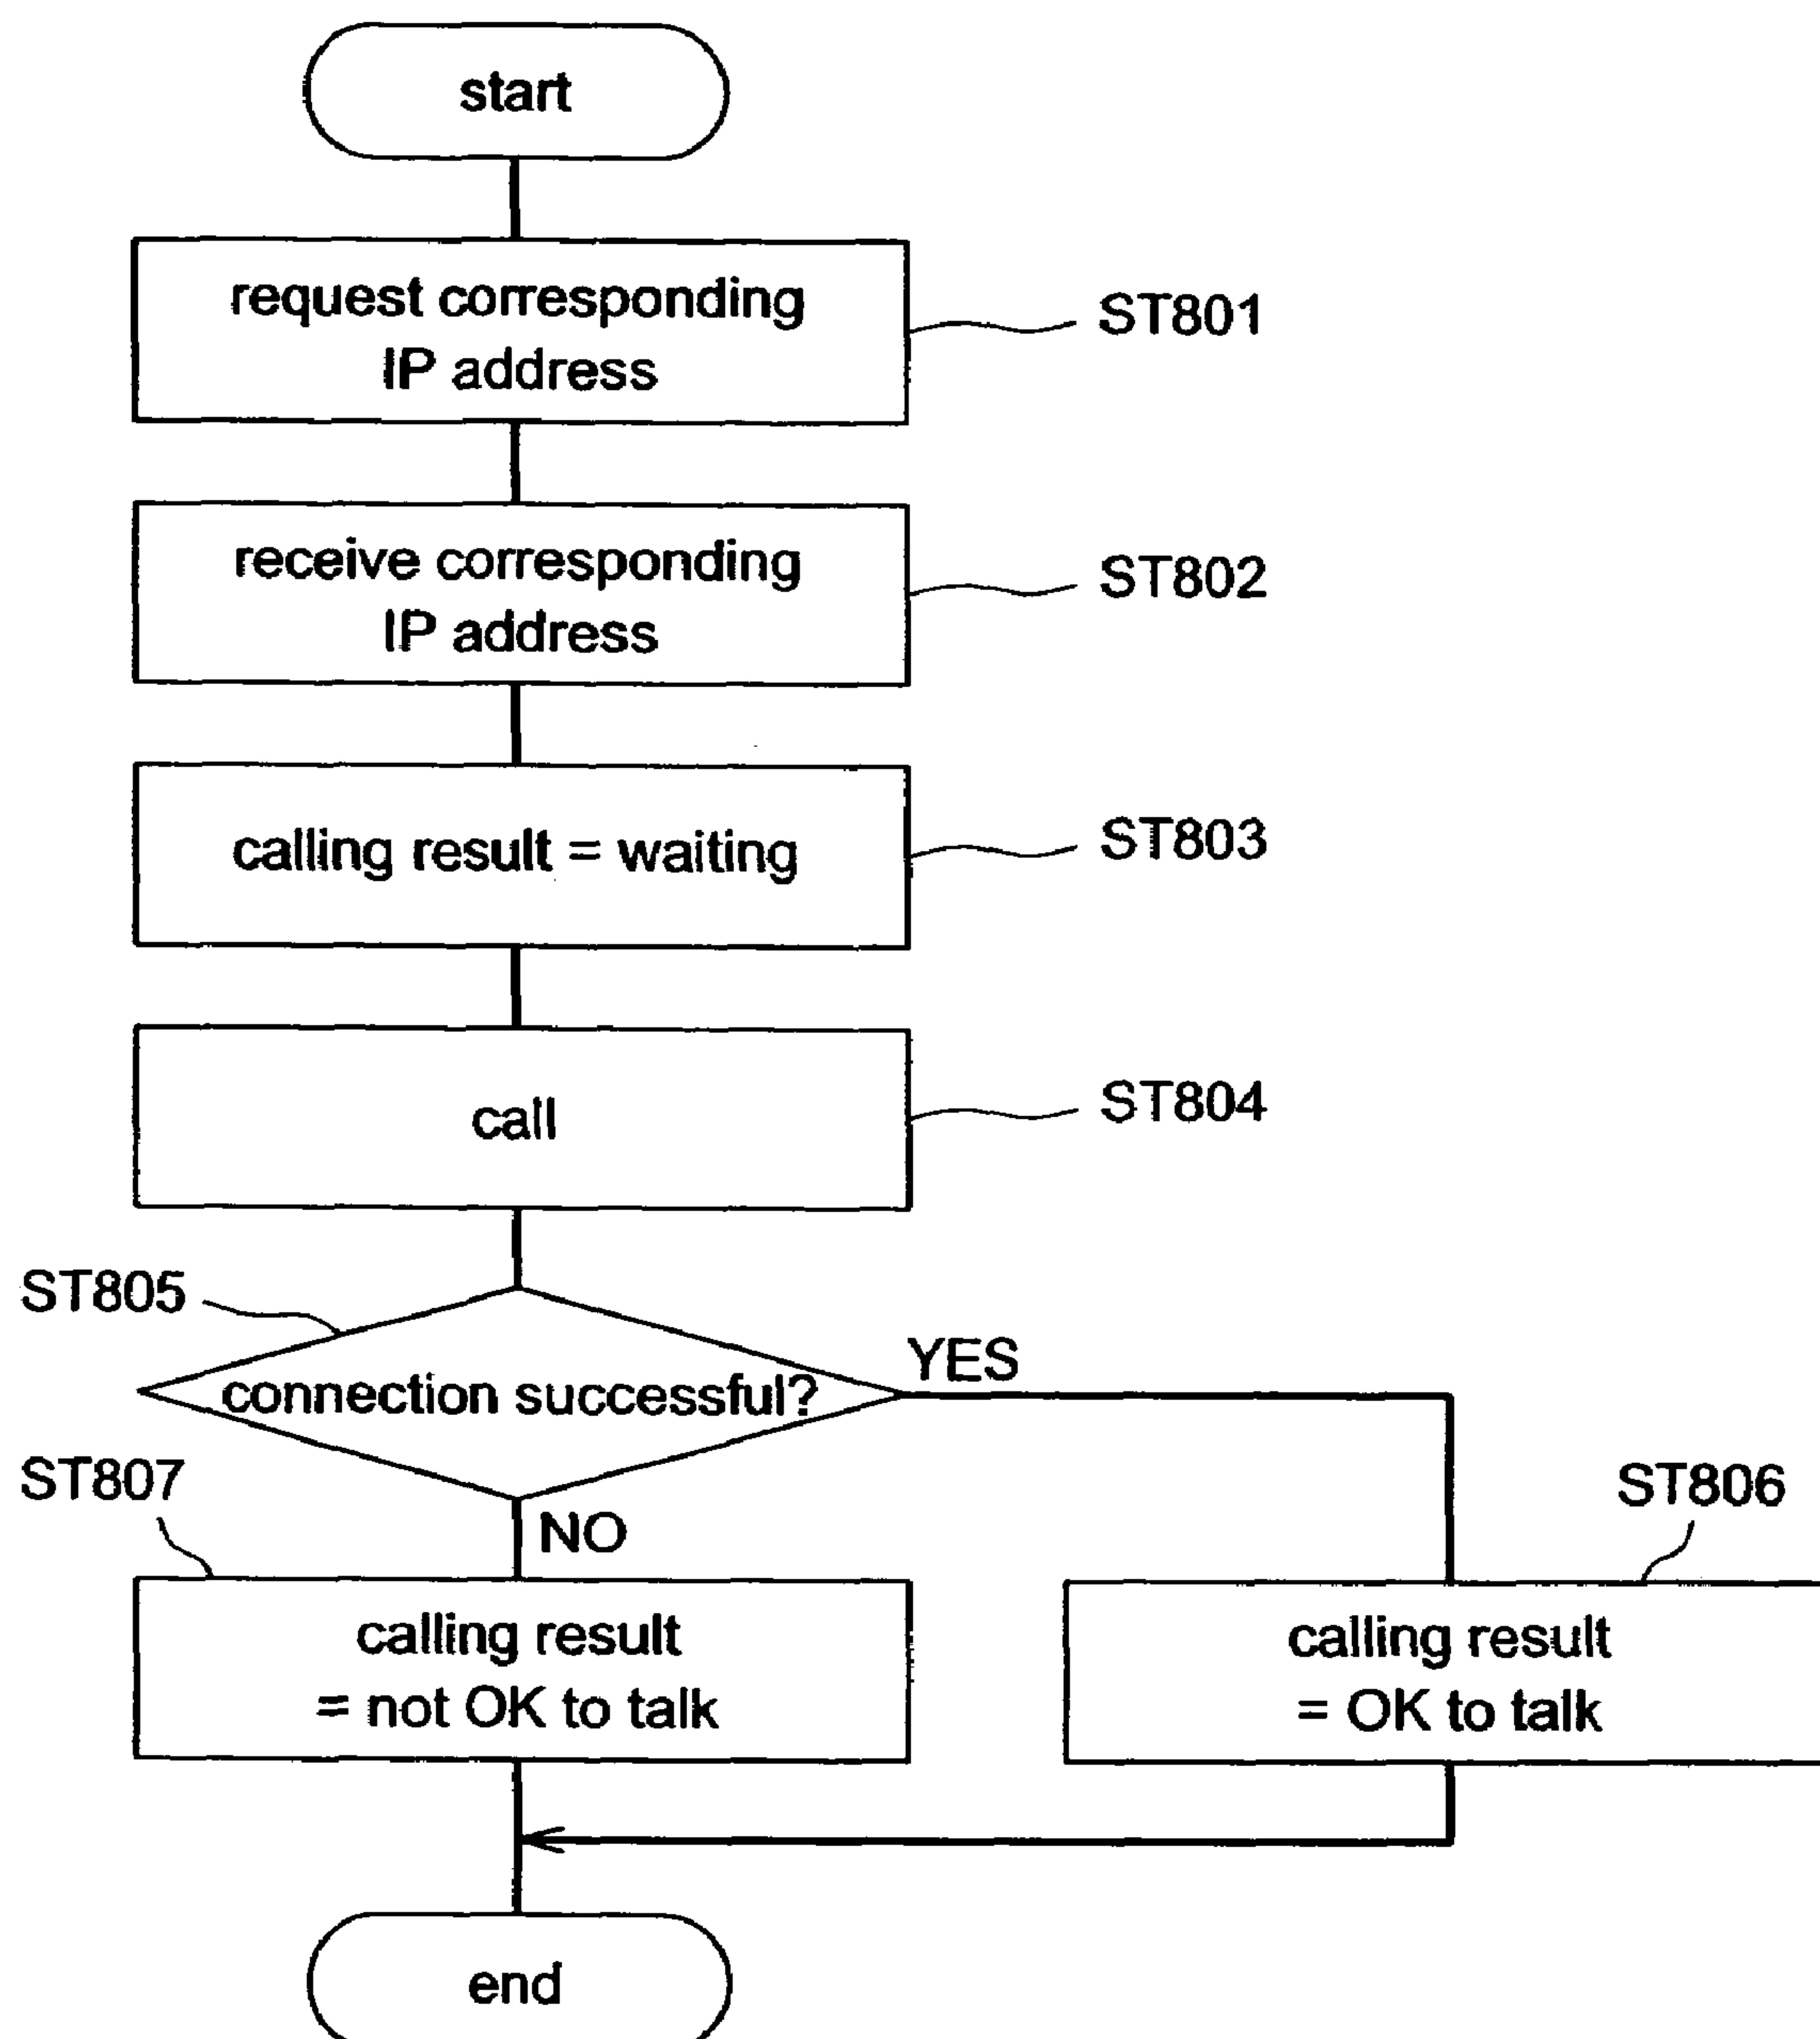 start
request corresponding
IP address
ST801
receive corresponding
IP address
ST802
calling result = waiting
ST803
call
ST804
ST805
connection successful?
YES
ST807
NO
ST806
calling result
= not OK to talk
calling result
= OK to talk
end